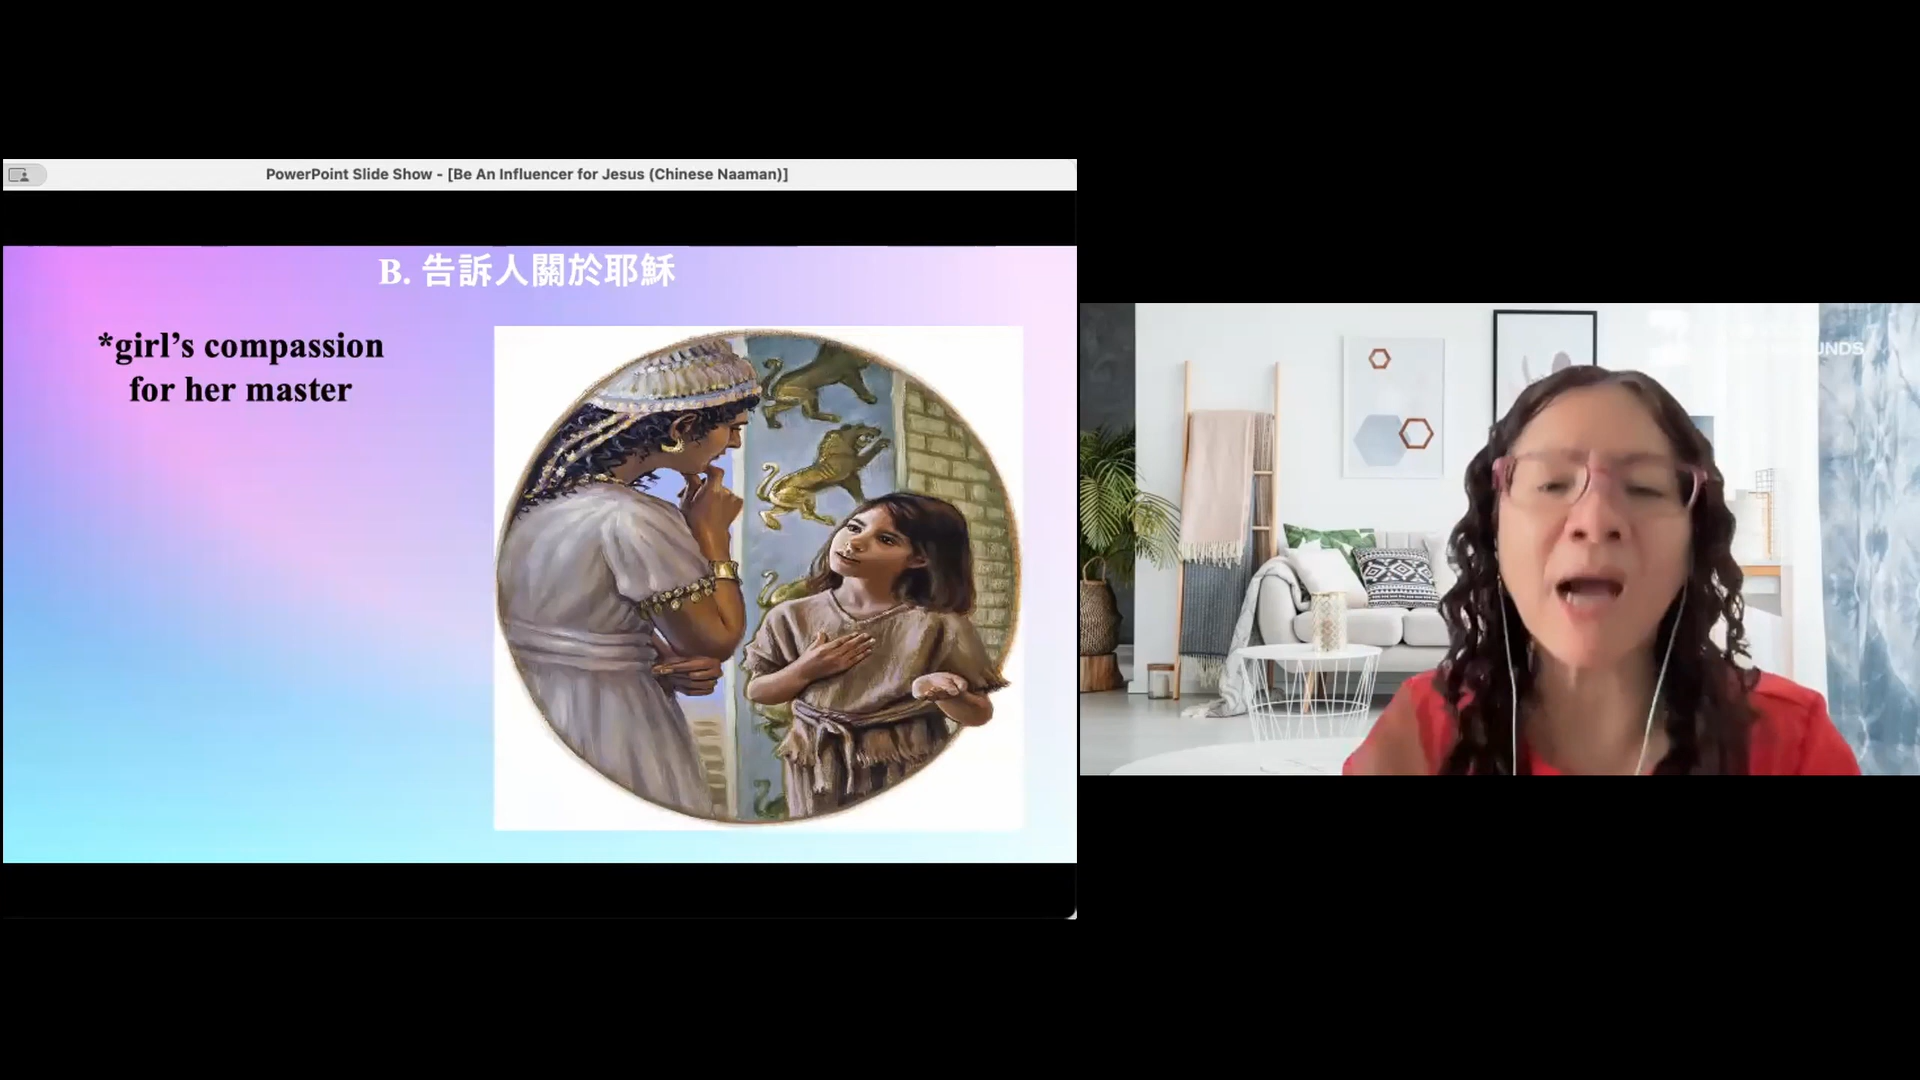 PowerPoint Slide Show - [Be An Influencer for Jesus (Chinese Naaman)]
B. 告訴人關於耶穌
*girl’s compassion
for her master